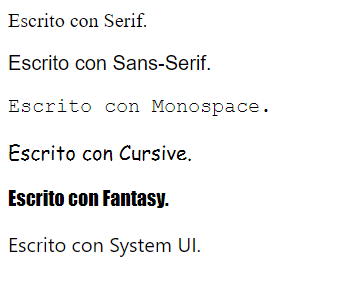 Escrito con Serif.
Escrito con Sans-Serif.
Escrito con Monospace.
Escrito con Cursive.
Escrito con Fantasy.
Escrito con System UI.